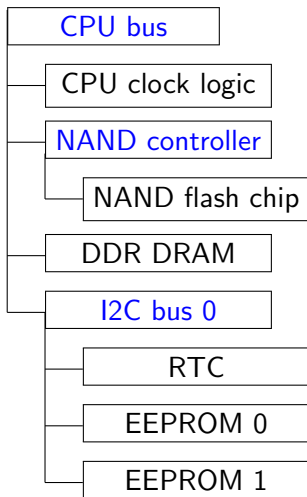 CPU bus
CPU clock logic
NAND controller
NAND flash chip
DDR DRAM
I2C bus 0
RTC
EEPROM 0
EEPROM 1